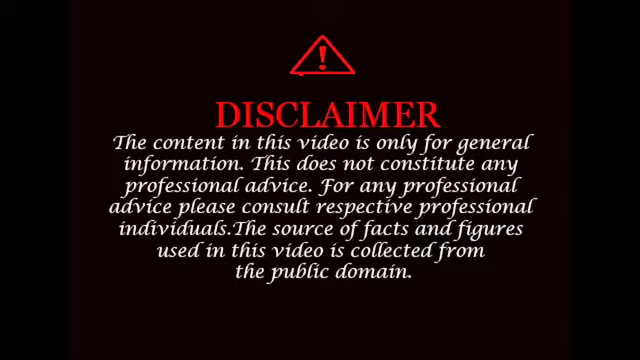 DISCLAIMER
The content in this video is only for general
information. This does not constitute any
professional advice. For any professional
advice please consult respective professional
individuals.The source of facts and figures
used in this video is collected from
the public domain.